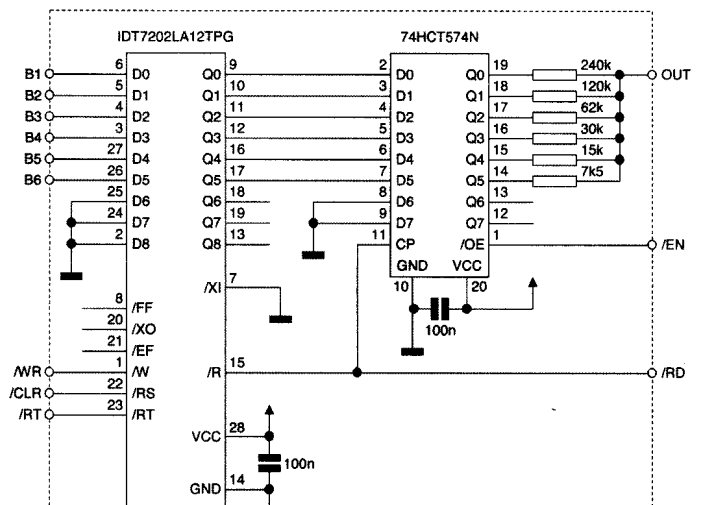 IDT7202LA12TPG 74HCT574N
B1 6 D0 Q0 9 2 D0 Q0 19 240k OUT
B2 5 D1 Q1 10 3 D1 Q1 18 120k
B3 4 D2 Q2 11 4 D2 Q2 17 62k
B4 3 D3 Q3 12 5 D3 Q3 16 30k
B5 27 D4 Q4 16 6 D4 Q4 15 15k
B6 26 D5 Q5 17 7 D5 Q5 14 7k5
25 D6 Q6 18 8 D6 Q6 13
24 D7 Q7 19 9 D7 Q7 12
2 D8 Q8 13 11 CP /OE 1 /EN
GND VCC
/XI 7 10 20
8 /FF 100n
20 /XO
21 /EF
/WR 1 /W /R 15 /RD
/CLR 22 /RS
/RT 23 /RT
VCC 28
100n
GND 14